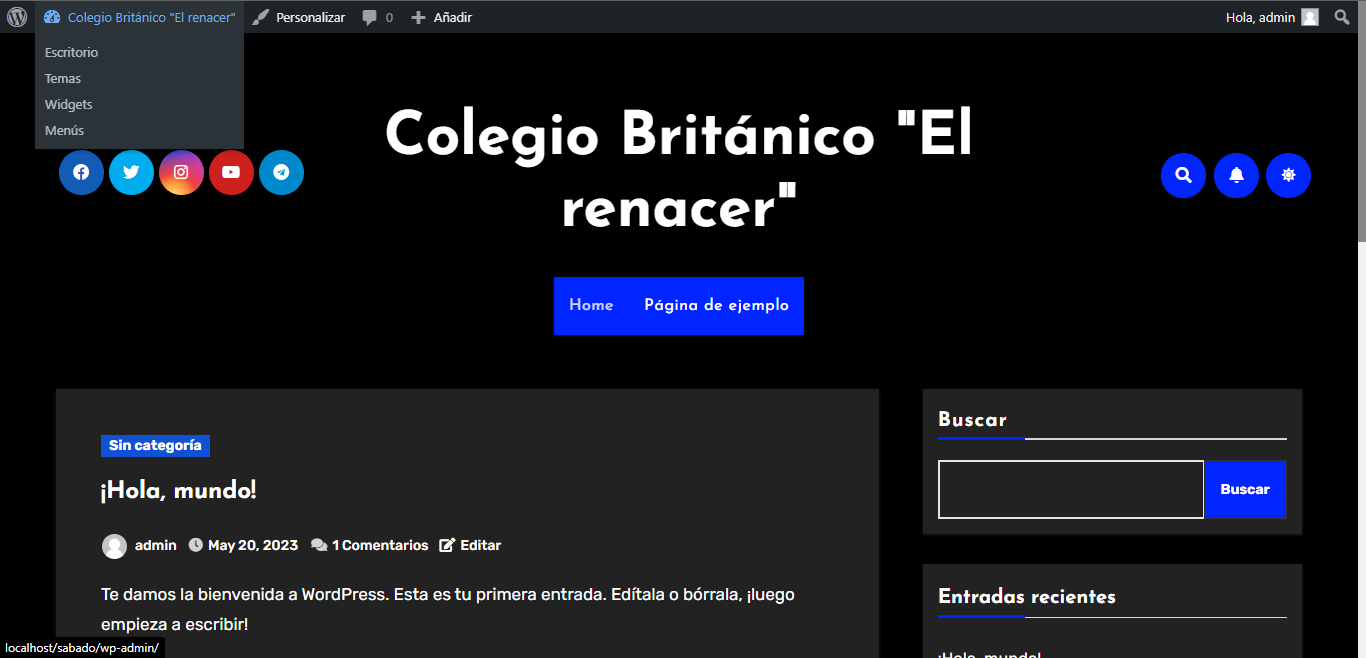 Colegio Británico "El renacer" Personalizar 0 Añadir Hola, admin
Escritorio
Temas
Widgets
Menús
Colegio Británico "El
renacer"
Home Página de ejemplo
Sin categoría
¡Hola, mundo!
admin May 20, 2023 1 Comentarios Editar
Te damos la bienvenida a WordPress. Esta es tu primera entrada. Edítala o bórrala, ¡luego
empieza a escribir!
Buscar
Buscar
Entradas recientes
¡Hola, mundo!
localhost/sabado/wp-admin/